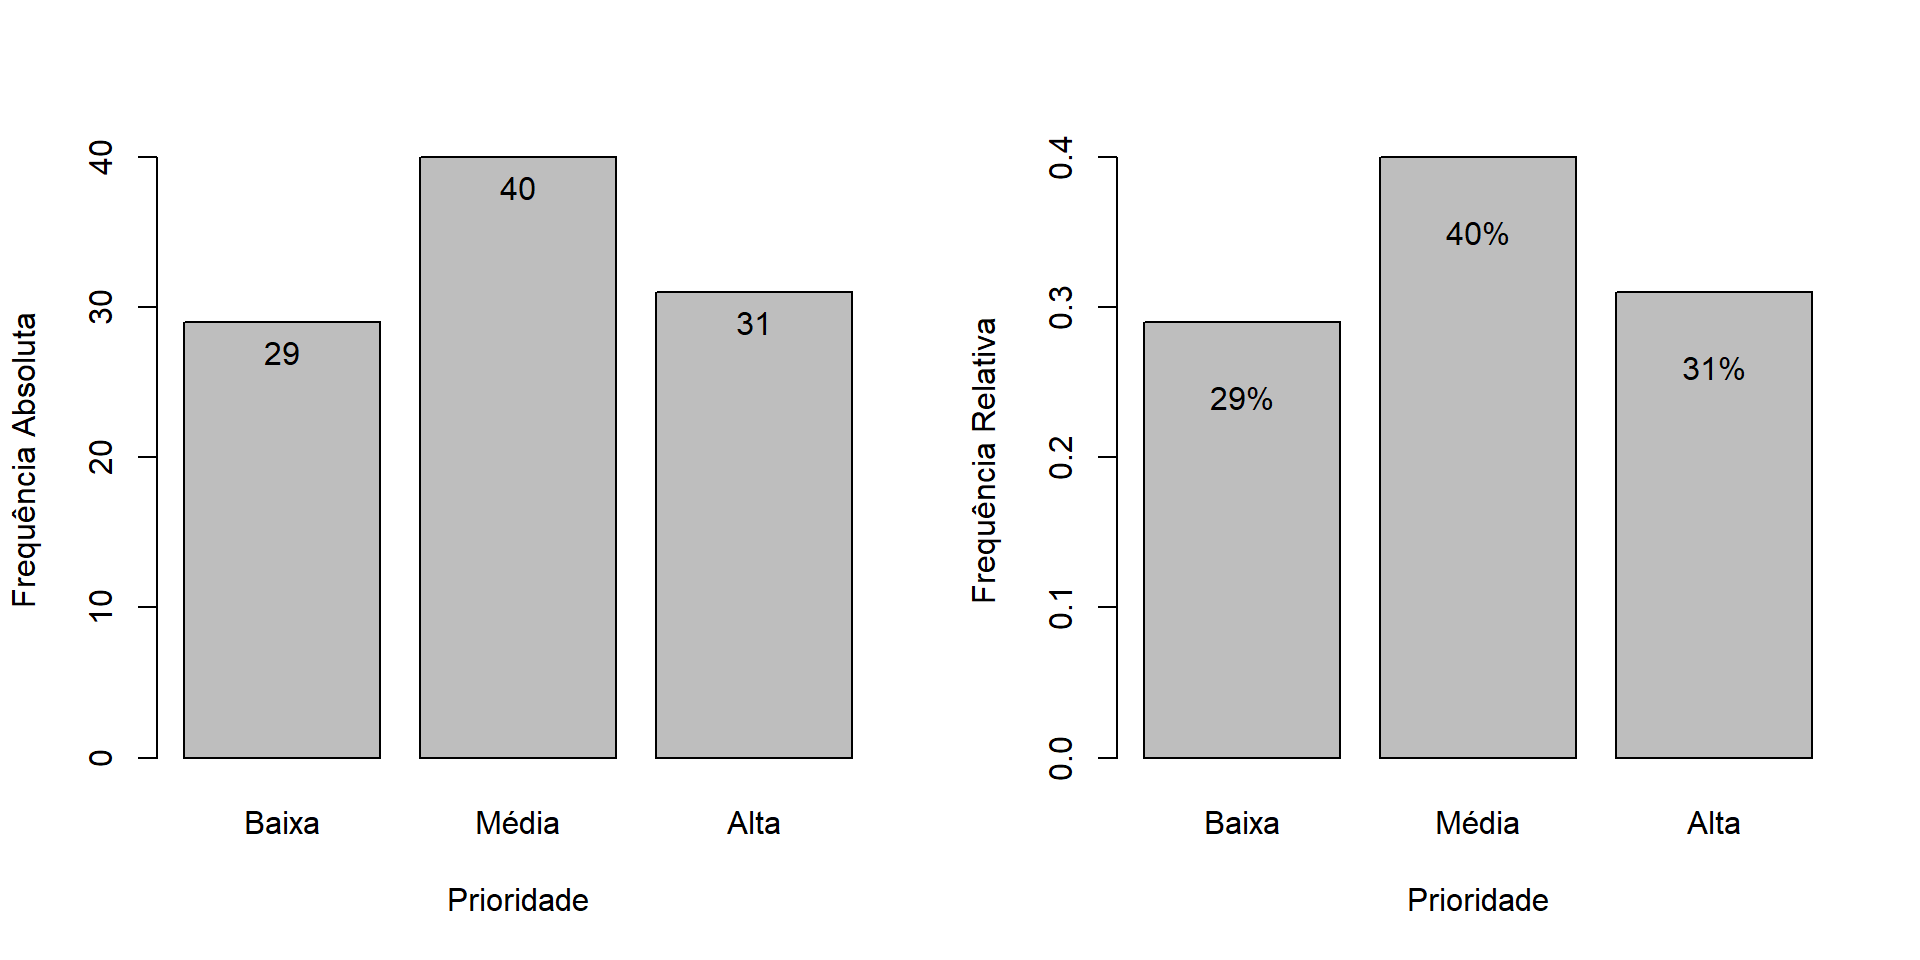 Frequência Absoluta
40
30
20
10
0
40
29
31
Baixa Média Alta
Prioridade
Frequência Relativa
0.4
0.3
0.2
0.1
0.0
40%
29%
31%
Baixa Média Alta
Prioridade